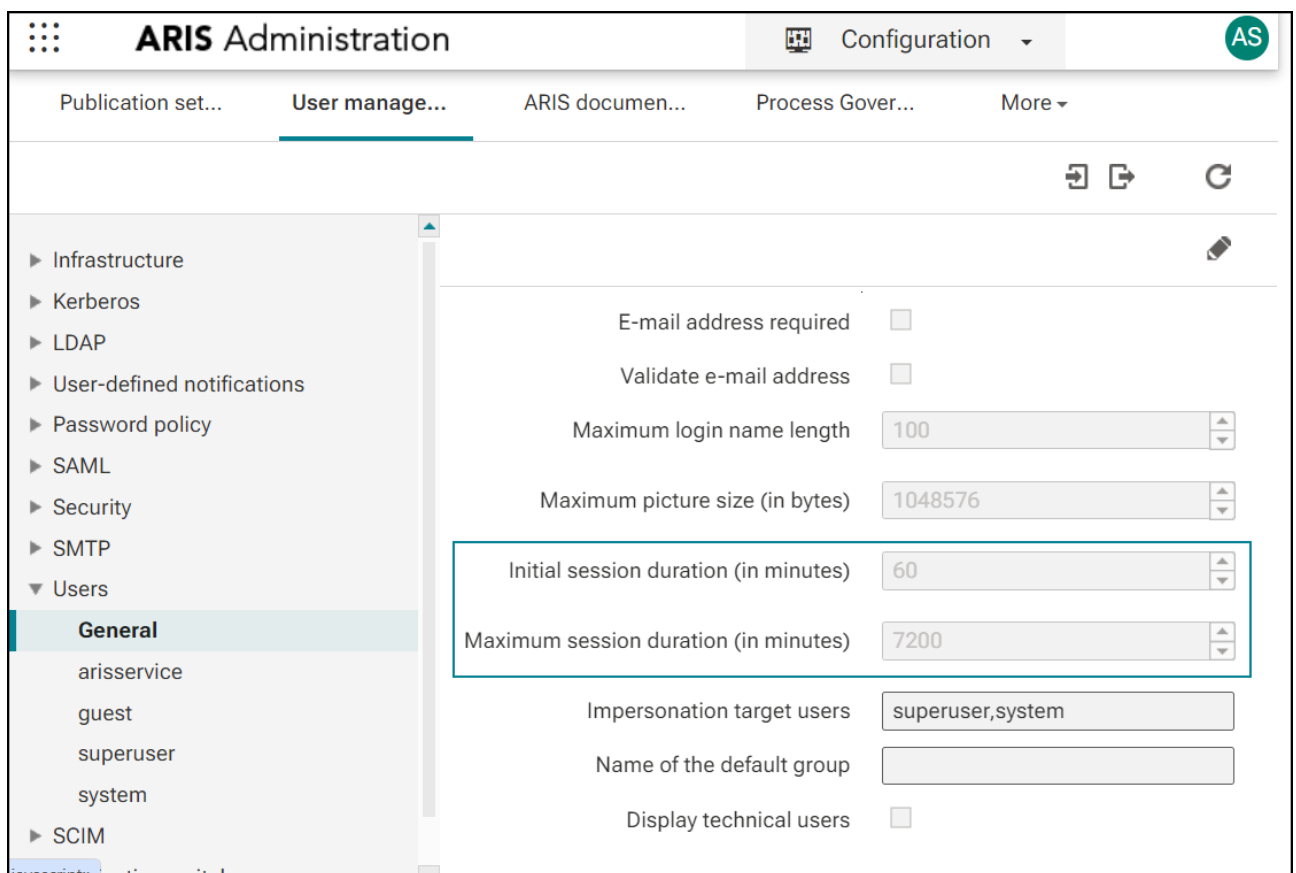 ARIS Administration
Configuration
AS
Publication set...
User manage...
ARIS documen...
Process Gover...
More
Infrastructure
Kerberos
LDAP
User-defined notifications
Password policy
SAML
Security
SMTP
Users
General
arisservice
guest
superuser
system
SCIM
E-mail address required
Validate e-mail address
Maximum login name length 100
Maximum picture size (in bytes) 1048576
Initial session duration (in minutes) 60
Maximum session duration (in minutes) 7200
Impersonation target users superuser,system
Name of the default group
Display technical users